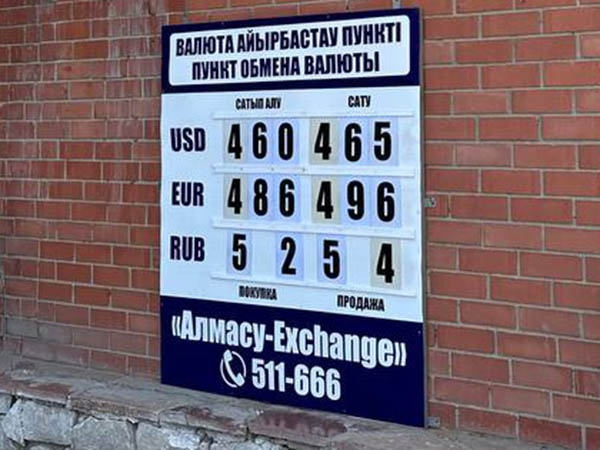 ВАЛЮТА АЙЫРБАСТАУ ПУНКТІ
ПУНКТ ОБМЕНА ВАЛЮТЫ
САТЫП АЛУ САТУ
USD 460 465
EUR 486 496
RUB 5 2 5 4
ПОКУПКА ПРОДАЖА
«Алмасу-Exchange»
511-666